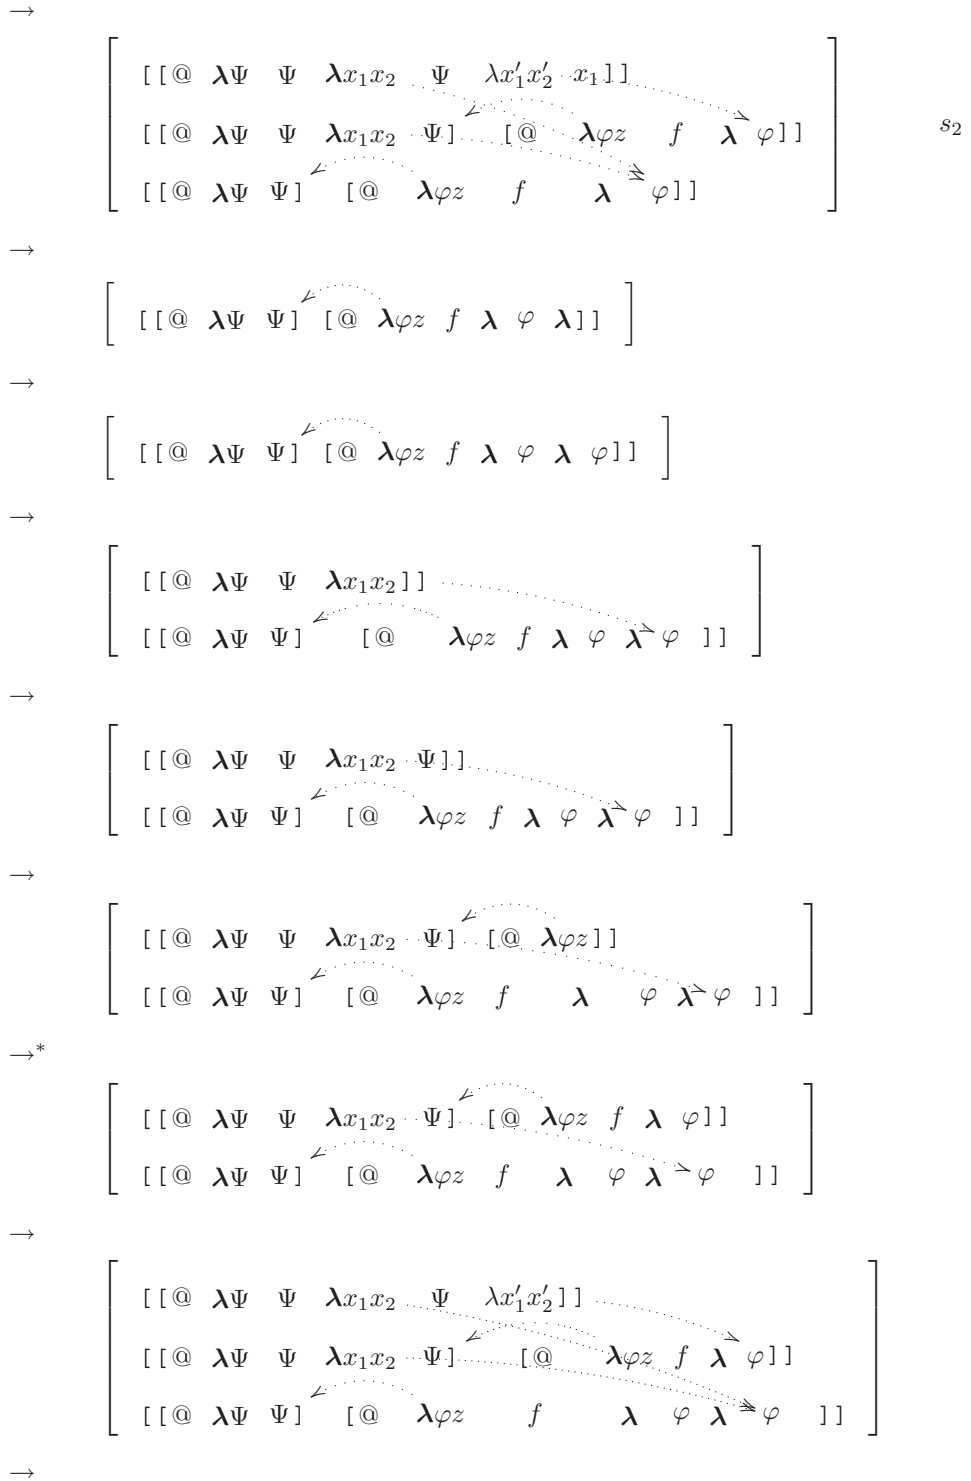 →
[ [ @ λΨ Ψ λx₁x₂ Ψ λx′₁x′₂ x₁ ] ]
[ [ @ λΨ Ψ λx₁x₂ Ψ ] [ @ λφz f λ φ ] ] s₂
[ [ @ λΨ Ψ ] [ @ λφz f λ φ ] ]
→
[ [ @ λΨ Ψ ] [ @ λφz f λ φ λ ] ]
→
[ [ @ λΨ Ψ ] [ @ λφz f λ φ λ φ ] ]
→
[ [ @ λΨ Ψ λx₁x₂ ] ]
[ [ @ λΨ Ψ ] [ @ λφz f λ φ λ φ ] ]
→
[ [ @ λΨ Ψ λx₁x₂ Ψ ] ]
[ [ @ λΨ Ψ ] [ @ λφz f λ φ λ φ ] ]
→
[ [ @ λΨ Ψ λx₁x₂ Ψ ] [ @ λφz ] ]
[ [ @ λΨ Ψ ] [ @ λφz f λ φ λ φ ] ]
→*
[ [ @ λΨ Ψ λx₁x₂ Ψ ] [ @ λφz f λ φ ] ]
[ [ @ λΨ Ψ ] [ @ λφz f λ φ λ φ ] ]
→
[ [ @ λΨ Ψ λx₁x₂ Ψ λx′₁x′₂ ] ]
[ [ @ λΨ Ψ λx₁x₂ Ψ ] [ @ λφz f λ φ ] ]
[ [ @ λΨ Ψ ] [ @ λφz f λ φ λ φ ] ]
→